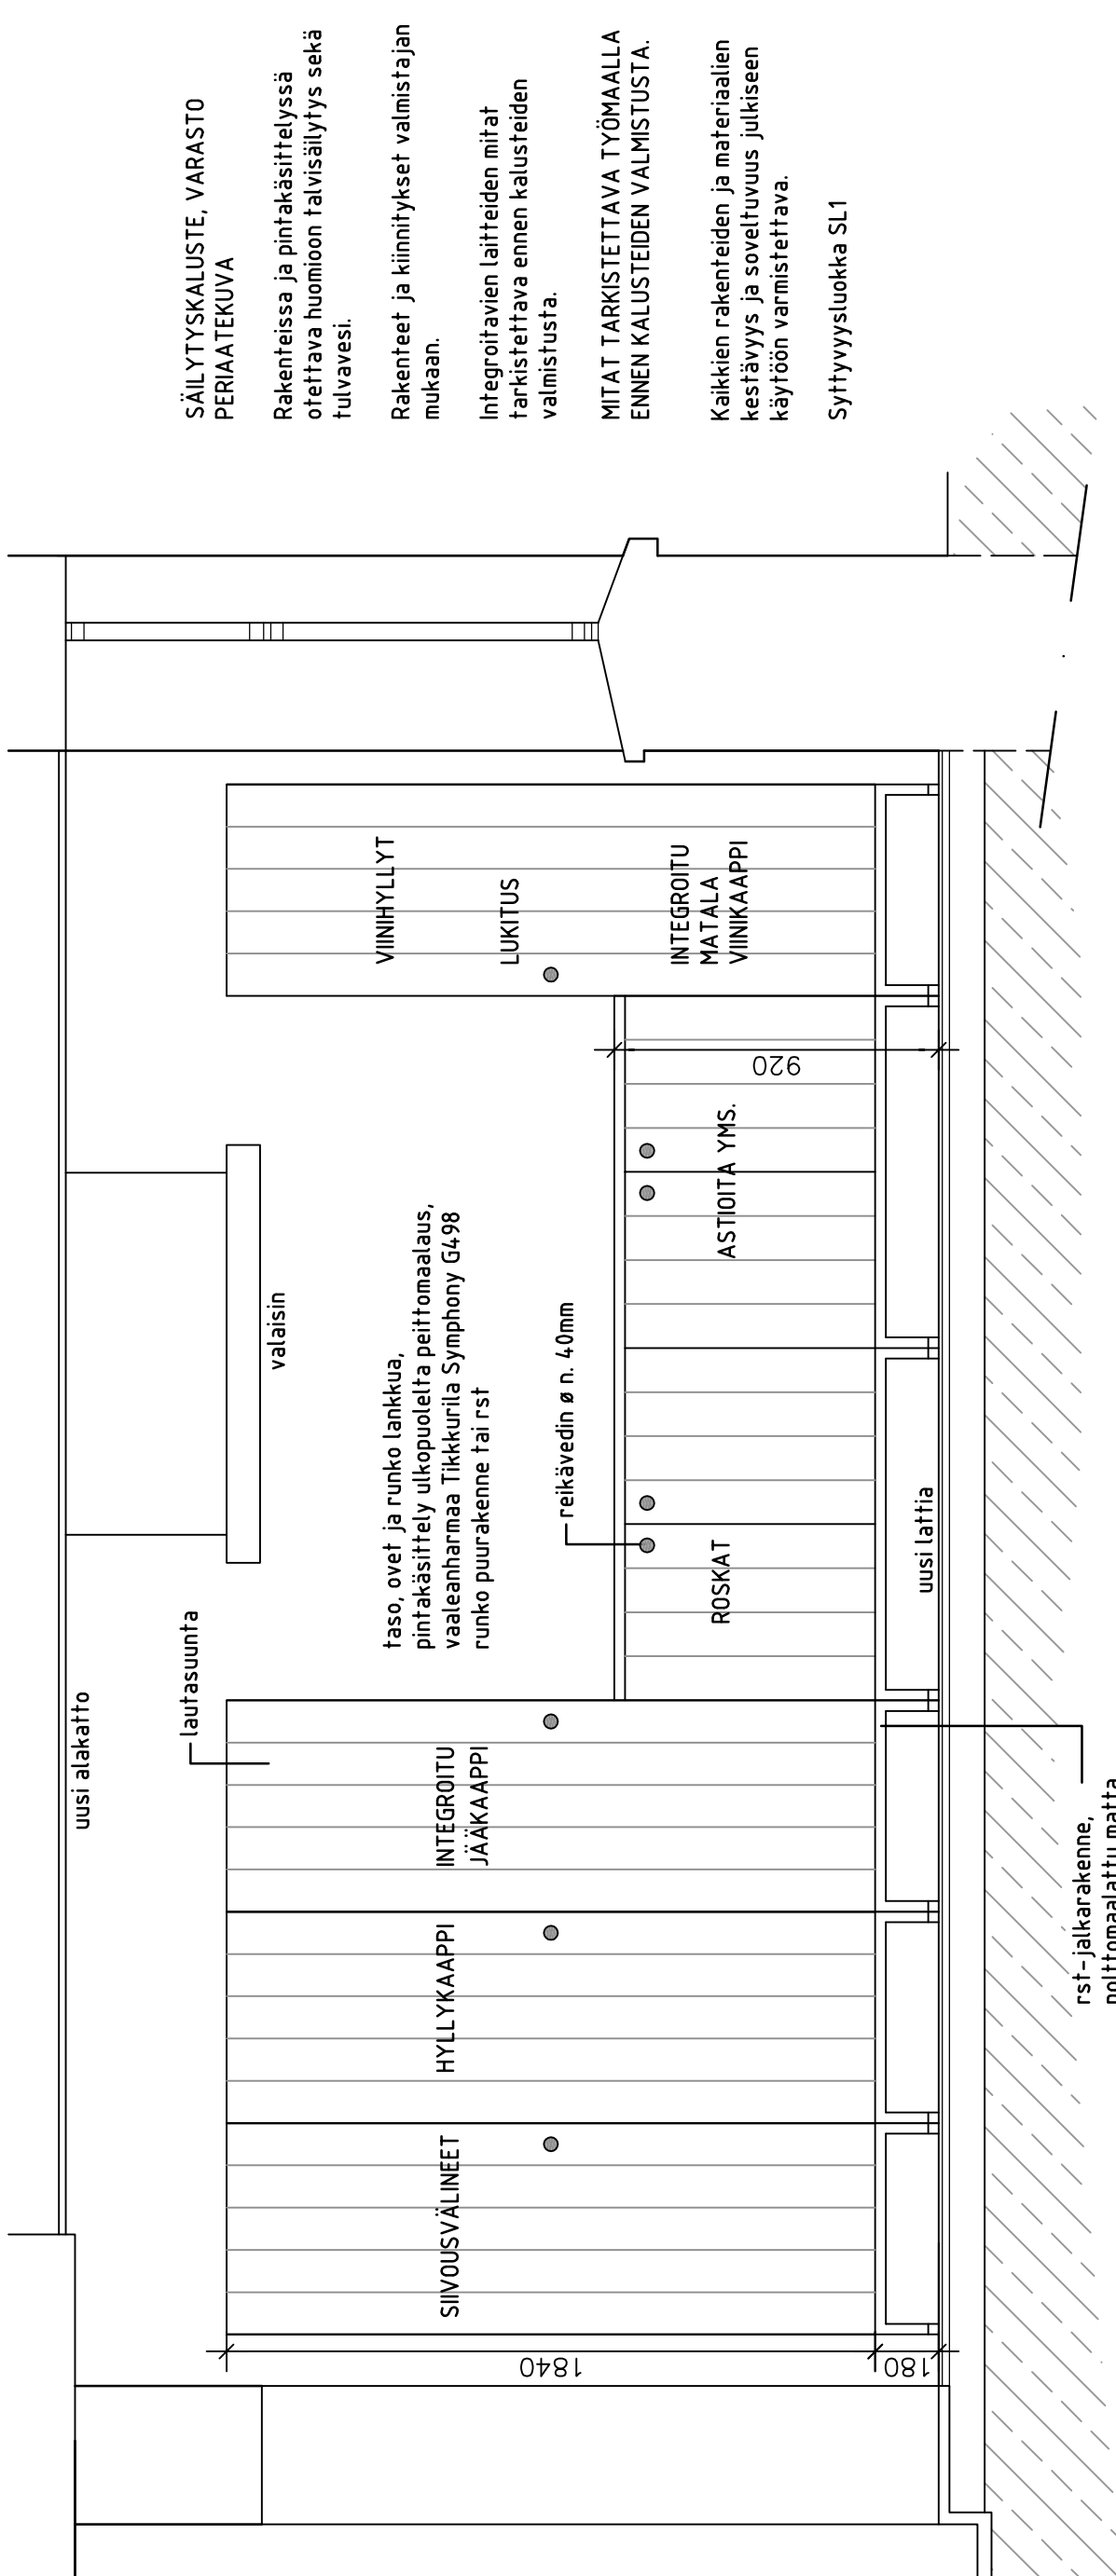 SÄILYTYSKALUSTE, VARASTO
PERIAATEKUVA
Rakenteissa ja pintakäsittelyssä
otettava huomioon talvisäilytys sekä
tulvavesi.
Rakenteet ja kiinnitykset valmistajan
mukaan.
Integroitavien laitteiden mitat
tarkistettava ennen kalusteiden
valmistusta.
MITAT TARKISTETTAVA TYÖMAALLA
ENNEN KALUSTEIDEN VALMISTUSTA.
Kaikkien rakenteiden ja materiaalien
kestävyys ja soveltuvuus julkiseen
käytöön varmistettava.
Syttyvyysluokka SL1
uusi alakatto
lautasuunta
valaisin
taso, ovet ja runko lankkua,
pintakäsittely ulkopuolelta peittomaalaus,
vaaleanharmaa Tikkkurila Symphony G498
runko puurakenne tai rst
reikävedin ø n. 40mm
SIIVOUSVÄLINEET
HYLLYKAAPPI
INTEGROITU
JÄÄKAAPPI
ROSKAT
ASTIOITA YMS.
VIINIHYLLYT
LUKITUS
INTEGROITU
MATALA
VIINIKAAPPI
1840
180
920
uusi lattia
rst-jalkarakenne,
polttomaalattu matta